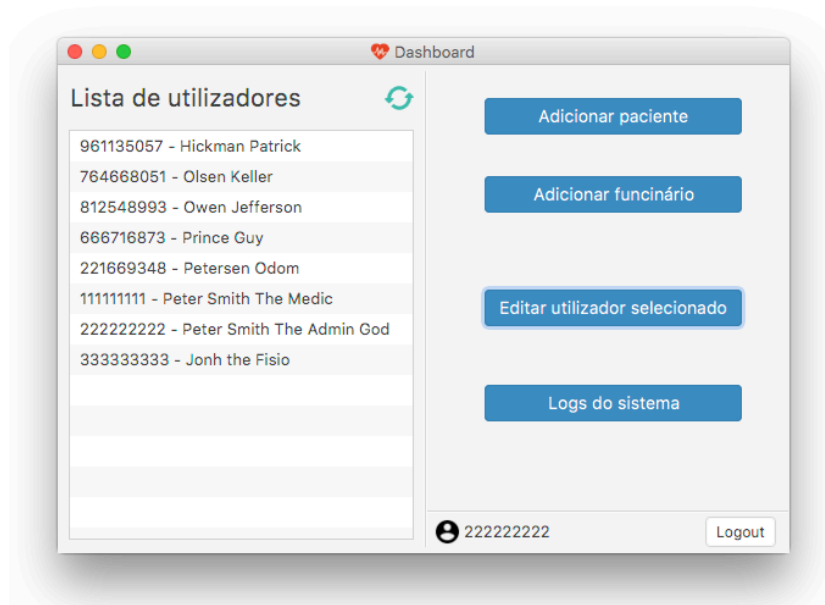 Dashboard
Lista de utilizadores
961135057 - Hickman Patrick
764668051 - Olsen Keller
812548993 - Owen Jefferson
666716873 - Prince Guy
221669348 - Petersen Odom
111111111 - Peter Smith The Medic
222222222 - Peter Smith The Admin God
333333333 - Jonh the Fisio
Adicionar paciente
Adicionar funcinário
Editar utilizador selecionado
Logs do sistema
222222222
Logout